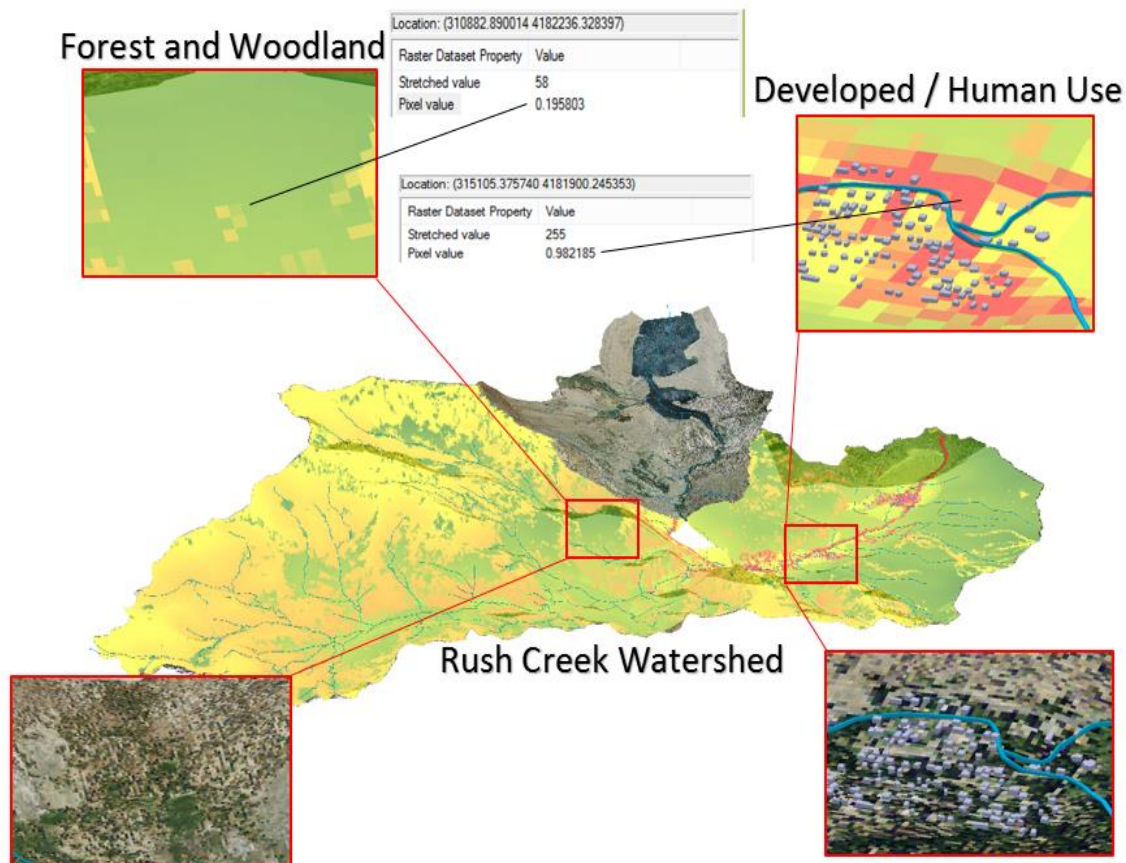 Forest and Woodland
Location: (310882.890014 4182236.328397)
Raster Dataset Property Value
Stretched value 58
Pixel value 0.195803
Developed / Human Use
Location: (315105.375740 4181900.245353)
Raster Dataset Property Value
Stretched value 255
Pixel value 0.982185
Rush Creek Watershed